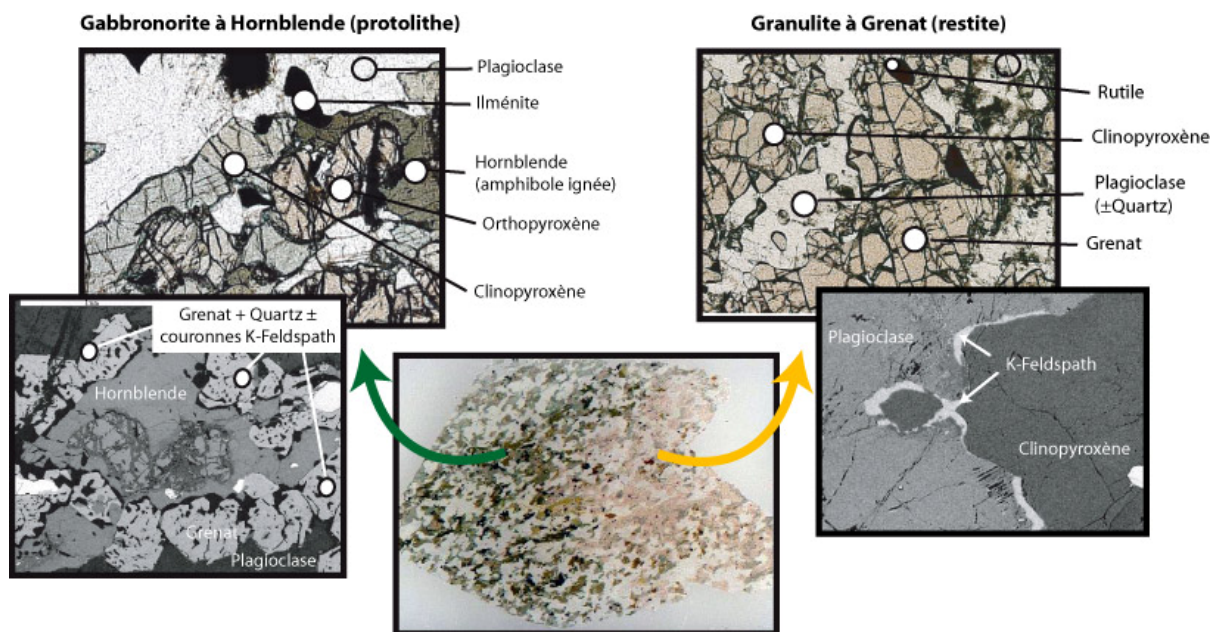 Gabbronorite à Hornblende (protolithe)
Plagioclase
Ilménite
Hornblende
(amphibole ignée)
Orthopyroxène
Clinopyroxène
Grenat + Quartz ±
couronnes K-Feldspath
Hornblende
Grenat
Plagioclase
Granulite à Grenat (restite)
Rutile
Clinopyroxène
Plagioclase
(±Quartz)
Grenat
Plagioclase
K-Feldspath
Clinopyroxène